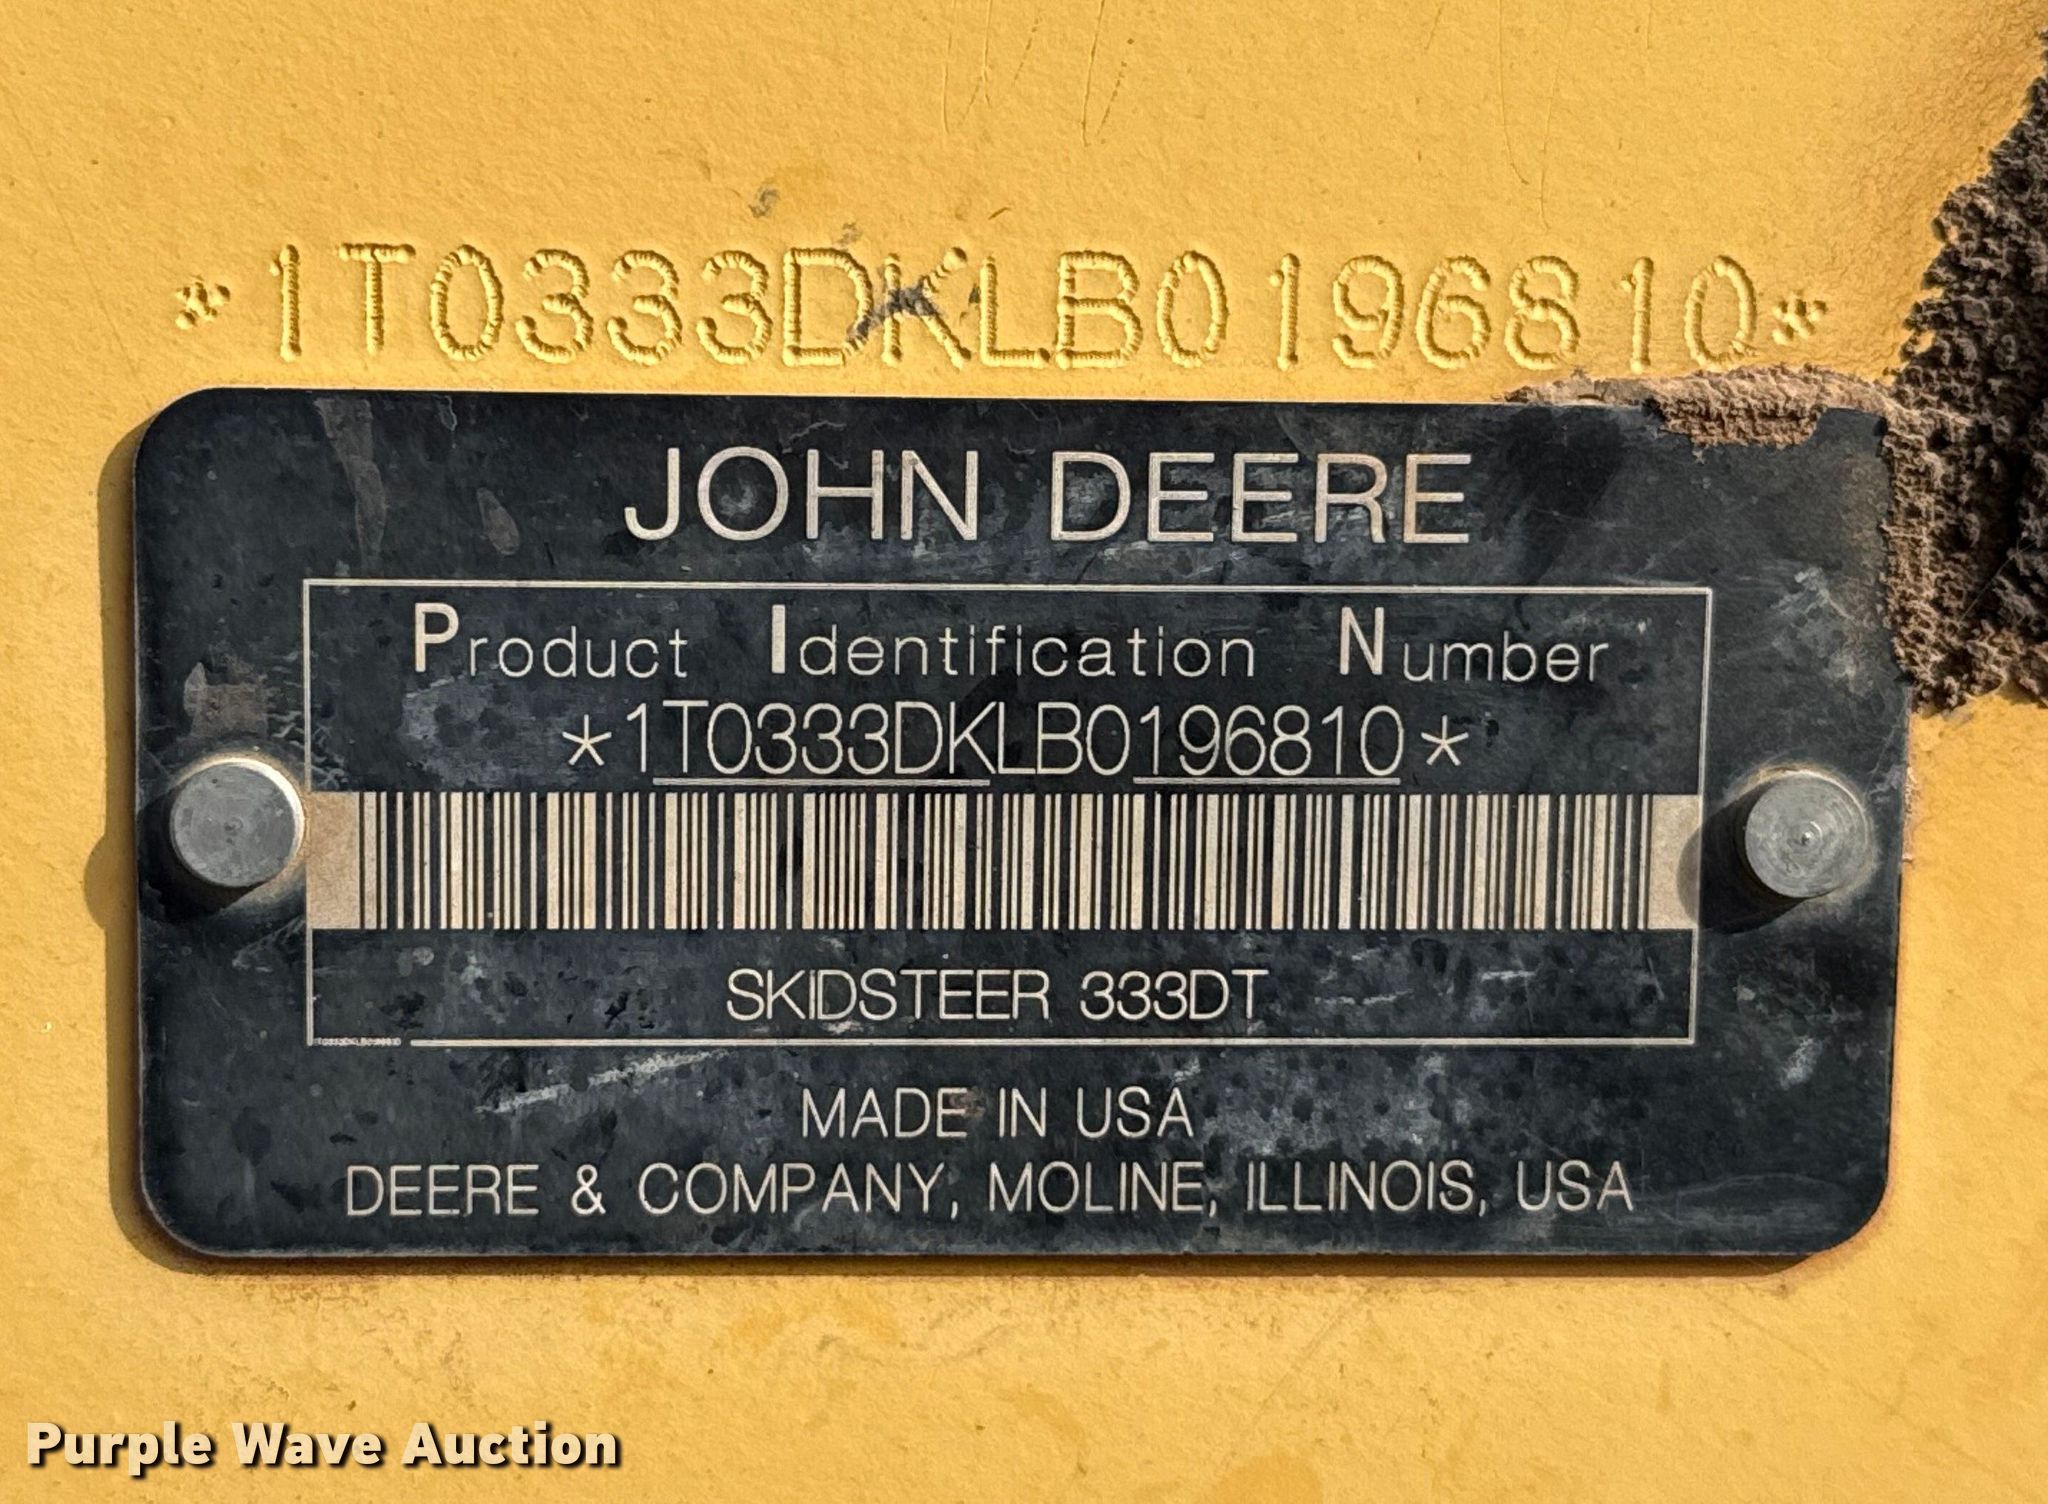 *1T0333DKLB0196810*
JOHN DEERE
Product Identification Number
*1T0333DKLB0196810*
SKIDSTEER 333DT
MADE IN USA
DEERE & COMPANY, MOLINE, ILLINOIS, USA
Purple Wave Auction